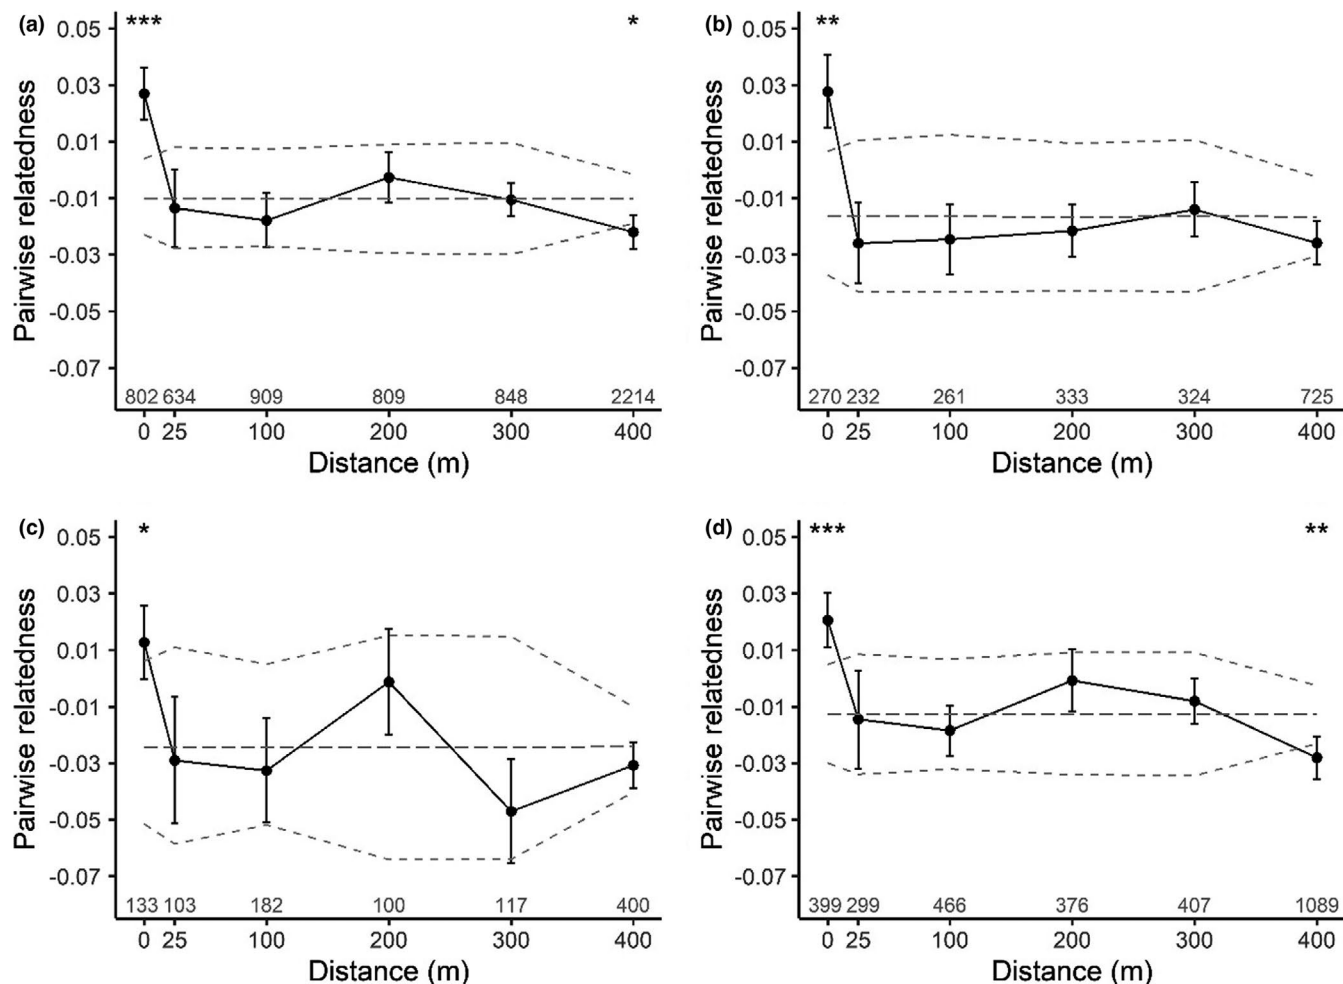 (a)
*** *
0.05
0.03
0.01
-0.01
-0.03
-0.05
-0.07
Pairwise relatedness
802 634 909 809 848 2214
0 25 100 200 300 400
Distance (m)
(b)
**
0.05
0.03
0.01
-0.01
-0.03
-0.05
-0.07
Pairwise relatedness
270 232 261 333 324 725
0 25 100 200 300 400
Distance (m)
(c)
*
0.05
0.03
0.01
-0.01
-0.03
-0.05
-0.07
Pairwise relatedness
133 103 182 100 117 400
0 25 100 200 300 400
Distance (m)
(d)
*** **
0.05
0.03
0.01
-0.01
-0.03
-0.05
-0.07
Pairwise relatedness
399 299 466 376 407 1089
0 25 100 200 300 400
Distance (m)